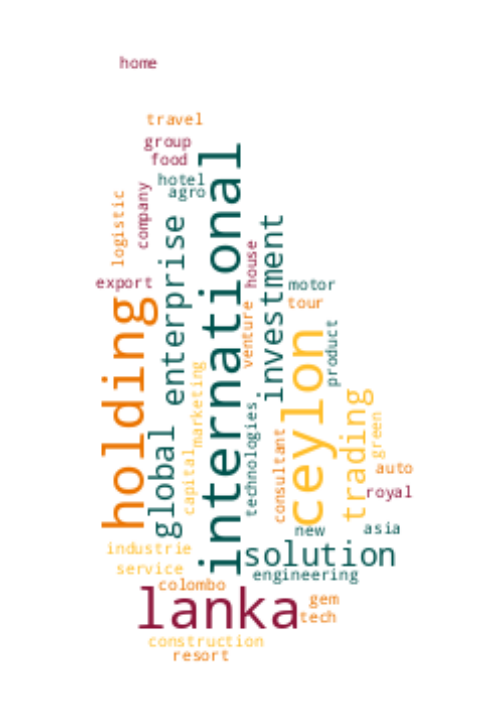 home
travel
group
food
hotel
agro
logistic
company
enterprise
international
house
investment
export
motor
tour
holding
venture
product
ceylon
marketing
capital
global
technologies
consultant
trading
green
auto
royal
new
asia
industrie
solution
service
engineering
colombo
lanka
gem
tech
construction
resort